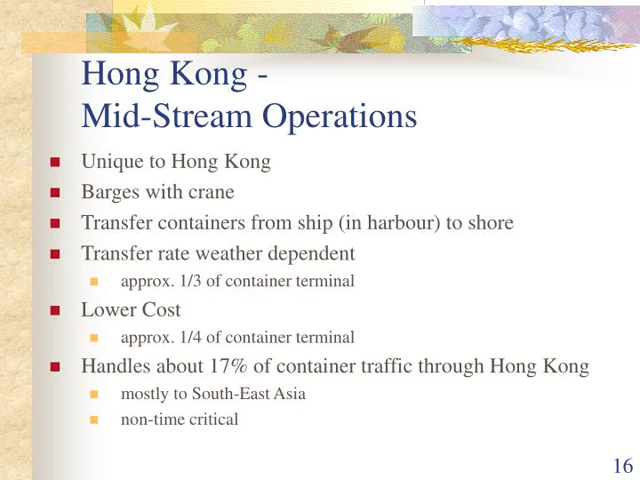 Hong Kong -
Mid-Stream Operations
Unique to Hong Kong
Barges with crane
Transfer containers from ship (in harbour) to shore
Transfer rate weather dependent
approx. 1/3 of container terminal
Lower Cost
approx. 1/4 of container terminal
Handles about 17% of container traffic through Hong Kong
mostly to South-East Asia
non-time critical
16